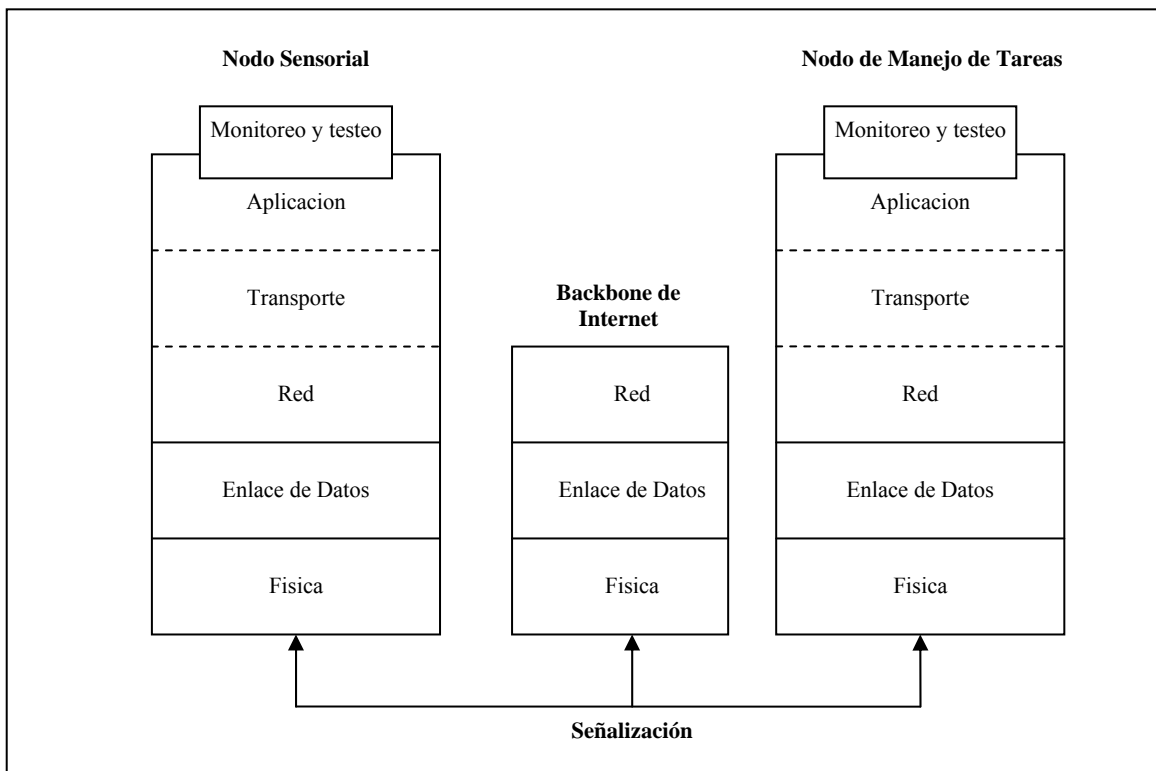 Nodo Sensorial
Monitoreo y testeo
Aplicacion
Transporte
Red
Enlace de Datos
Fisica
Backbone de
Internet
Red
Enlace de Datos
Fisica
Nodo de Manejo de Tareas
Monitoreo y testeo
Aplicacion
Transporte
Red
Enlace de Datos
Fisica
Señalización